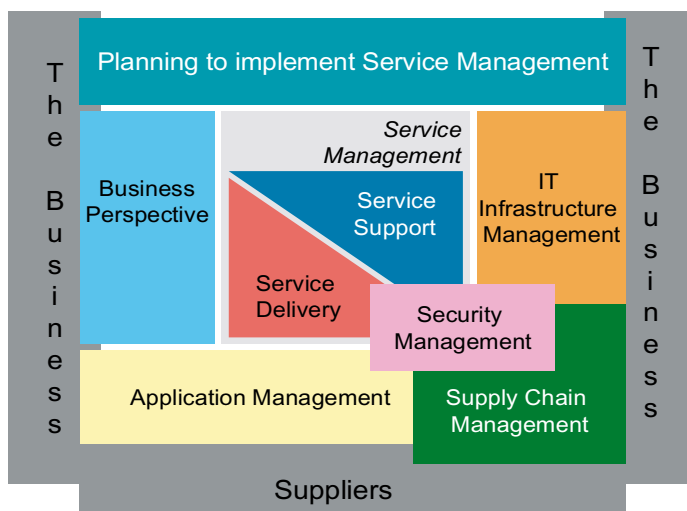 The Business
Planning to implement Service Management
The Business
Service
Management
Business
Perspective
Service
Support
IT
Infrastructure
Management
Service
Delivery
Security
Management
Application Management
Supply Chain
Management
Suppliers